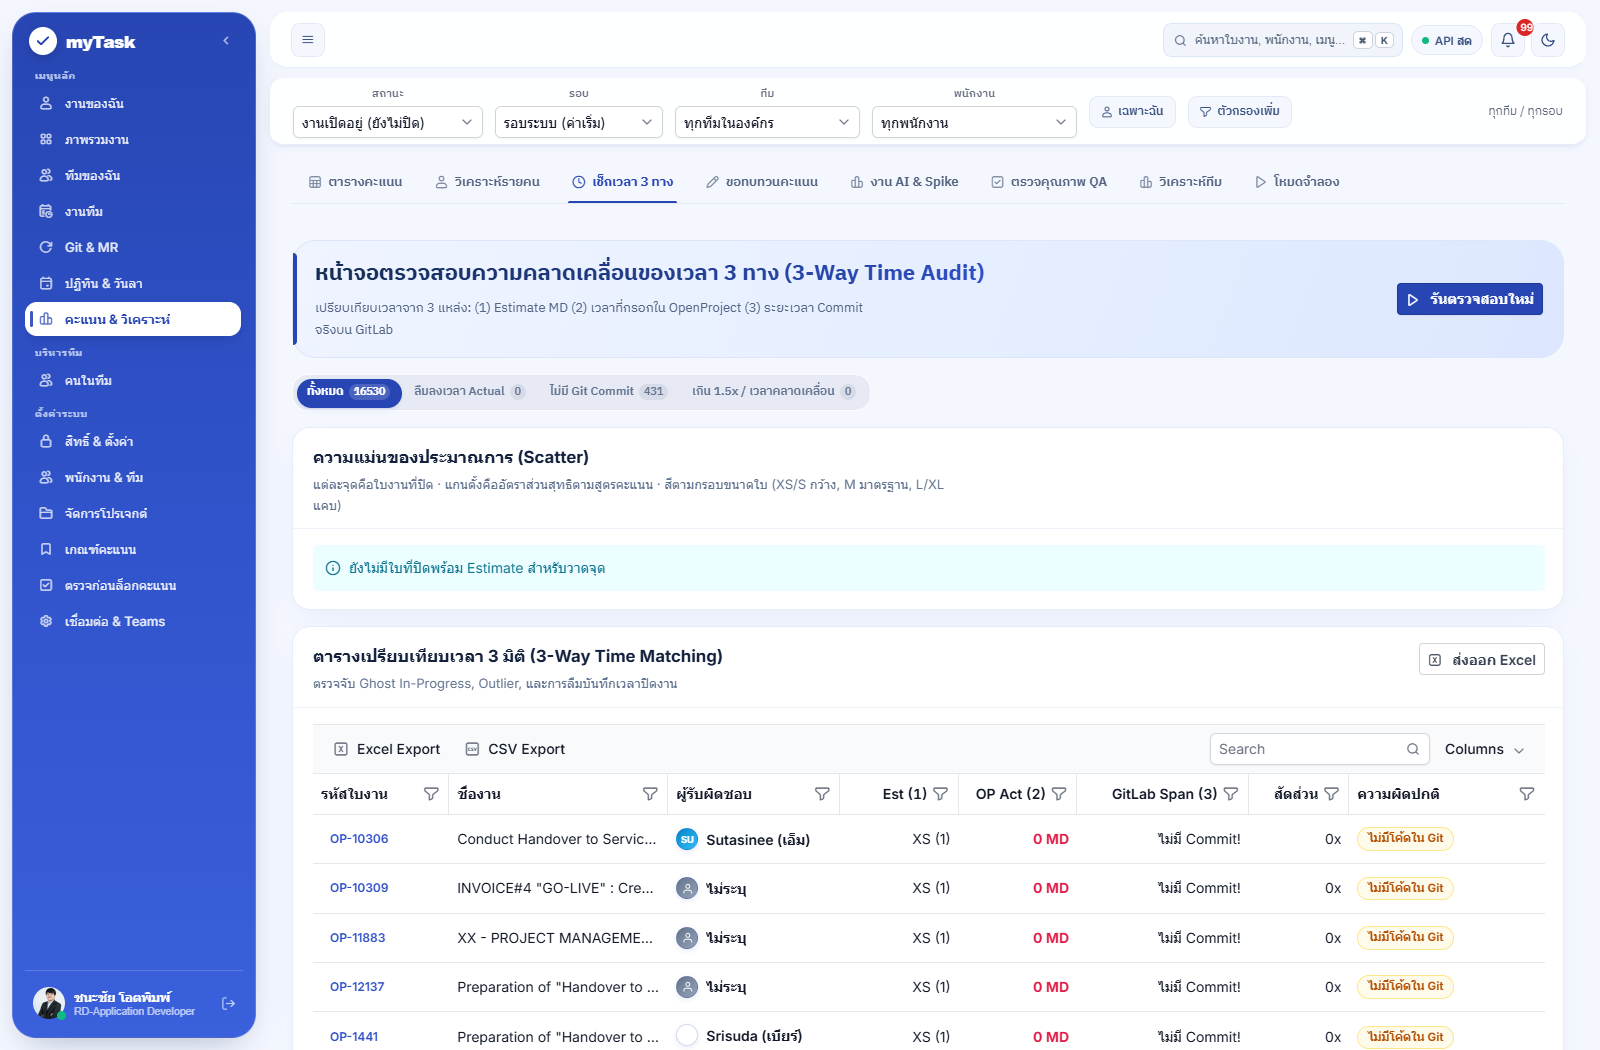 myTask
เมนูหลัก
งานของฉัน
ภาพรวมงาน
ทีมของฉัน
งานทีม
Git & MR
ปฏิทิน & วันลา
คะแนน & วิเคราะห์
บริหารทีม
คนในทีม
ตั้งค่าระบบ
สิทธิ์ & ตั้งค่า
พนักงาน & ทีม
จัดการโปรเจกต์
เกณฑ์คะแนน
ตรวจก่อนล็อกคะแนน
เชื่อมต่อ & Teams
ชนะชัย โอตพิมพ์
RD-Application Developer
ค้นหาใบงาน, พนักงาน, เมนู... ⌘ K
API สด
99
สถานะ รอบ ทีม พนักงาน
งานเปิดอยู่ (ยังไม่ปิด) รอบระบบ (ค่าเริ่ม) ทุกทีมในองค์กร ทุกพนักงาน เฉพาะฉัน ตัวกรองเพิ่ม ทุกทีม / ทุกรอบ
ตารางคะแนน วิเคราะห์รายคน เช็กเวลา 3 ทาง ขอทบทวนคะแนน งาน AI & Spike ตรวจคุณภาพ QA วิเคราะห์ทีม โหมดจำลอง
หน้าจอตรวจสอบความคลาดเคลื่อนของเวลา 3 ทาง (3-Way Time Audit)
เปรียบเทียบเวลาจาก 3 แหล่ง: (1) Estimate MD (2) เวลาที่กรอกใน OpenProject (3) ระยะเวลา Commit
จริงบน GitLab
รันตรวจสอบใหม่
ทั้งหมด 16530 ลืมลงเวลา Actual 0 ไม่มี Git Commit 431 เกิน 1.5x / เวลาคลาดเคลื่อน 0
ความแม่นของประมาณการ (Scatter)
แต่ละจุดคือใบงานที่ปิด · แกนตั้งคืออัตราส่วนสุทธิตามสูตรคะแนน · สีตามกรอบขนาดใบ (XS/S กว้าง, M มาตรฐาน, L/XL
แคบ)
ยังไม่มีใบที่ปิดพร้อม Estimate สำหรับวาดจุด
ตารางเปรียบเทียบเวลา 3 มิติ (3-Way Time Matching)
ตรวจจับ Ghost In-Progress, Outlier, และการลืมบันทึกเวลาปิดงาน
ส่งออก Excel
Excel Export CSV Export Search Columns
รหัสใบงาน ชื่องาน ผู้รับผิดชอบ Est (1) OP Act (2) GitLab Span (3) สัดส่วน ความผิดปกติ
OP-10306 Conduct Handover to Servic... SU Sutasinee (เอ็ม) XS (1) 0 MD ไม่มี Commit! 0x ไม่มีโค้ดใน Git
OP-10309 INVOICE#4 "GO-LIVE" : Cre... ไม่ระบุ XS (1) 0 MD ไม่มี Commit! 0x ไม่มีโค้ดใน Git
OP-11883 XX - PROJECT MANAGEME... ไม่ระบุ XS (1) 0 MD ไม่มี Commit! 0x ไม่มีโค้ดใน Git
OP-12137 Preparation of "Handover to ... ไม่ระบุ XS (1) 0 MD ไม่มี Commit! 0x ไม่มีโค้ดใน Git
OP-1441 Preparation of "Handover to ... Srisuda (เบียร์) XS (1) 0 MD ไม่มี Commit! 0x ไม่มีโค้ดใน Git